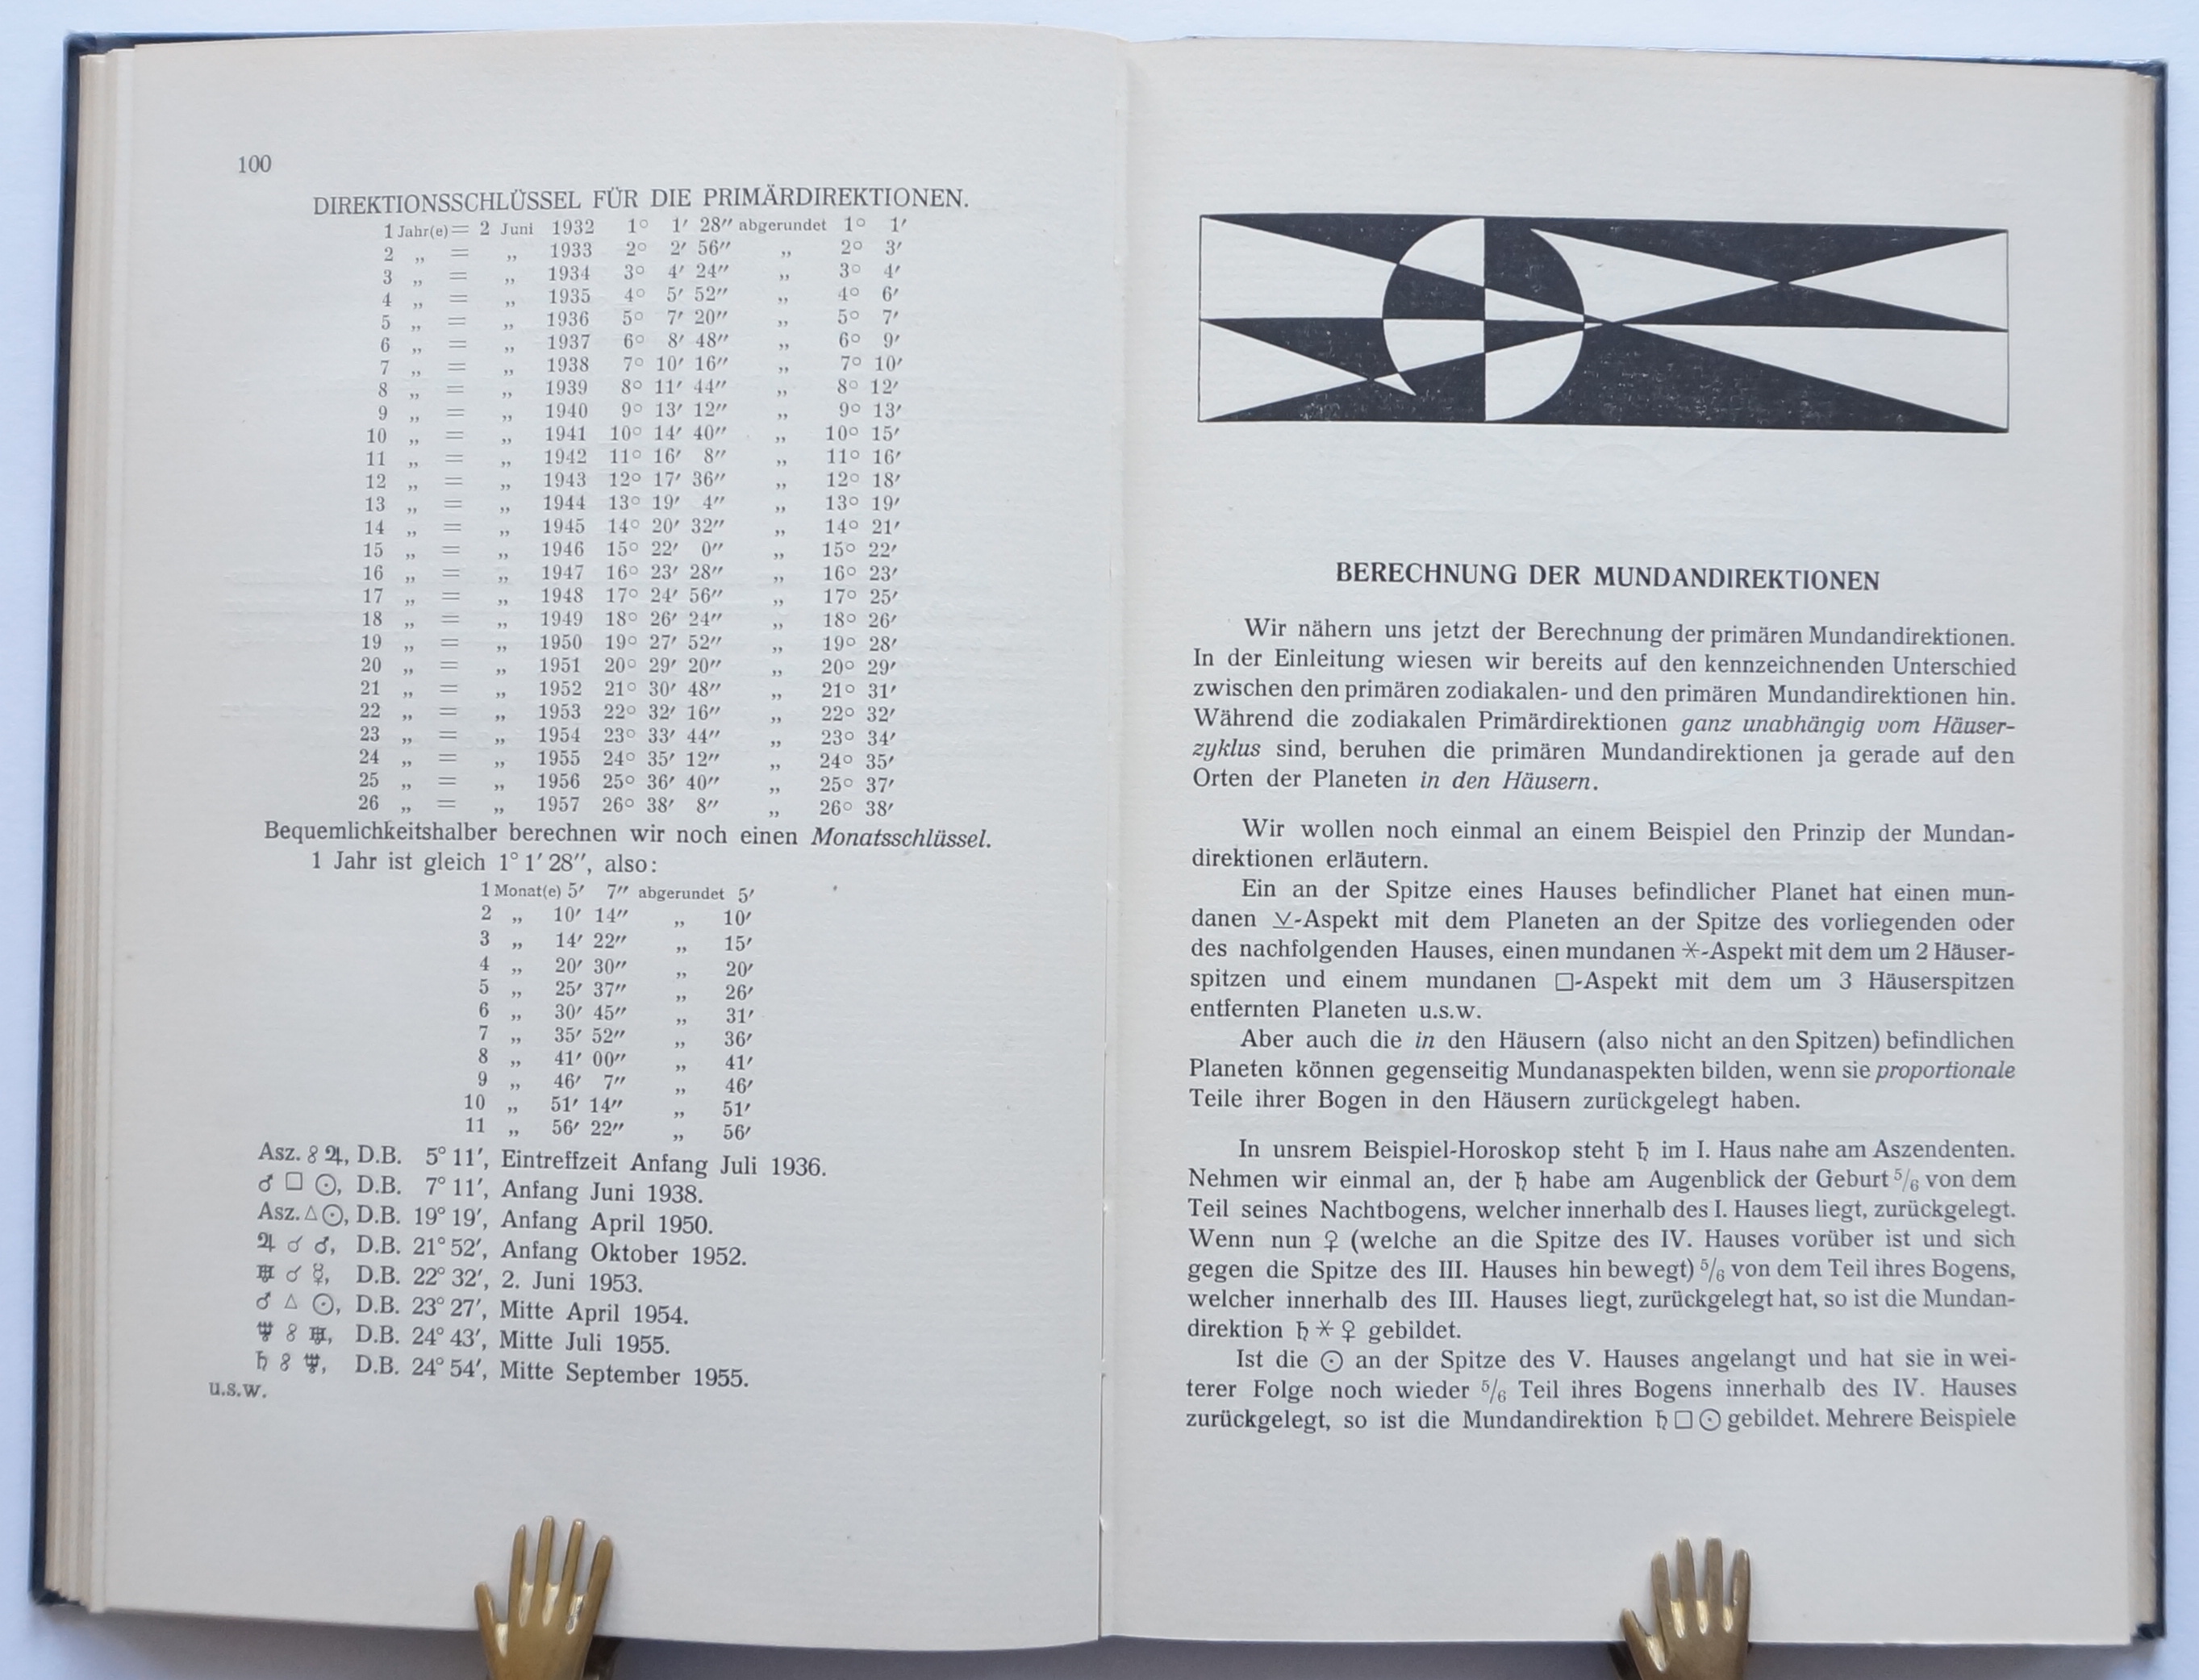 100
DIREKTIONSSCHLÜSSEL FÜR DIE PRIMÄRDIREKTIONEN.
1 Jahr(e) = 2 Juni 1932 1° 1′ 28″ abgerundet 1° 1′
2 „ = „ 1933 2° 2′ 56″ „ 2° 3′
3 „ = „ 1934 3° 4′ 24″ „ 3° 4′
4 „ = „ 1935 4° 5′ 52″ „ 4° 6′
5 „ = „ 1936 5° 7′ 20″ „ 5° 7′
6 „ = „ 1937 6° 8′ 48″ „ 6° 9′
7 „ = „ 1938 7° 10′ 16″ „ 7° 10′
8 „ = „ 1939 8° 11′ 44″ „ 8° 12′
9 „ = „ 1940 9° 13′ 12″ „ 9° 13′
10 „ = „ 1941 10° 14′ 40″ „ 10° 15′
11 „ = „ 1942 11° 16′ 8″ „ 11° 16′
12 „ = „ 1943 12° 17′ 36″ „ 12° 18′
13 „ = „ 1944 13° 19′ 4″ „ 13° 19′
14 „ = „ 1945 14° 20′ 32″ „ 14° 21′
15 „ = „ 1946 15° 22′ 0″ „ 15° 22′
16 „ = „ 1947 16° 23′ 28″ „ 16° 23′
17 „ = „ 1948 17° 24′ 56″ „ 17° 25′
18 „ = „ 1949 18° 26′ 24″ „ 18° 26′
19 „ = „ 1950 19° 27′ 52″ „ 19° 28′
20 „ = „ 1951 20° 29′ 20″ „ 20° 29′
21 „ = „ 1952 21° 30′ 48″ „ 21° 31′
22 „ = „ 1953 22° 32′ 16″ „ 22° 32′
23 „ = „ 1954 23° 33′ 44″ „ 23° 34′
24 „ = „ 1955 24° 35′ 12″ „ 24° 35′
25 „ = „ 1956 25° 36′ 40″ „ 25° 37′
26 „ = „ 1957 26° 38′ 8″ „ 26° 38′
Bequemlichkeitshalber berechnen wir noch einen Monatsschlüssel.
1 Jahr ist gleich 1° 1′ 28″, also:
1 Monat(e) 5′ 7″ abgerundet 5′
2 „ 10′ 14″ „ 10′
3 „ 14′ 22″ „ 15′
4 „ 20′ 30″ „ 20′
5 „ 25′ 37″ „ 26′
6 „ 30′ 45″ „ 31′
7 „ 35′ 52″ „ 36′
8 „ 41′ 00″ „ 41′
9 „ 46′ 7″ „ 46′
10 „ 51′ 14″ „ 51′
11 „ 56′ 22″ „ 56′
Asz. ☍ ♃, D.B. 5° 11′, Eintreffzeit Anfang Juli 1936.
♂ □ ☉, D.B. 7° 11′, Anfang Juni 1938.
Asz. △ ☉, D.B. 19° 19′, Anfang April 1950.
♃ ☌ ♂, D.B. 21° 52′, Anfang Oktober 1952.
♅ ☌ ☿, D.B. 22° 32′, 2. Juni 1953.
♂ △ ☉, D.B. 23° 27′, Mitte April 1954.
♆ ☍ ♅, D.B. 24° 43′, Mitte Juli 1955.
♄ ☍ ♆, D.B. 24° 54′, Mitte September 1955.
u.s.w.
BERECHNUNG DER MUNDANDIREKTIONEN
Wir nähern uns jetzt der Berechnung der primären Mundandirektionen.
In der Einleitung wiesen wir bereits auf den kennzeichnenden Unterschied
zwischen den primären zodiakalen- und den primären Mundandirektionen hin.
Während die zodiakalen Primärdirektionen ganz unabhängig vom Häuser-
zyklus sind, beruhen die primären Mundandirektionen ja gerade auf den
Orten der Planeten in den Häusern.
Wir wollen noch einmal an einem Beispiel den Prinzip der Mundan-
direktionen erläutern.
Ein an der Spitze eines Hauses befindlicher Planet hat einen mun-
danen ⚺-Aspekt mit dem Planeten an der Spitze des vorliegenden oder
des nachfolgenden Hauses, einen mundanen ⚹-Aspekt mit dem um 2 Häuser-
spitzen und einem mundanen □-Aspekt mit dem um 3 Häuserspitzen
entfernten Planeten u.s.w.
Aber auch die in den Häusern (also nicht an den Spitzen) befindlichen
Planeten können gegenseitig Mundanaspekten bilden, wenn sie proportionale
Teile ihrer Bogen in den Häusern zurückgelegt haben.
In unsrem Beispiel-Horoskop steht ♄ im I. Haus nahe am Aszendenten.
Nehmen wir einmal an, der ♄ habe am Augenblick der Geburt 5/6 von dem
Teil seines Nachtbogens, welcher innerhalb des I. Hauses liegt, zurückgelegt.
Wenn nun ♀ (welche an die Spitze des IV. Hauses vorüber ist und sich
gegen die Spitze des III. Hauses hin bewegt) 5/6 von dem Teil ihres Bogens,
welcher innerhalb des III. Hauses liegt, zurückgelegt hat, so ist die Mundan-
direktion ♄ ⚹ ♀ gebildet.
Ist die ☉ an der Spitze des V. Hauses angelangt und hat sie in wei-
terer Folge noch wieder 5/6 Teil ihres Bogens innerhalb des IV. Hauses
zurückgelegt, so ist die Mundandirektion ♄ □ ☉ gebildet. Mehrere Beispiele